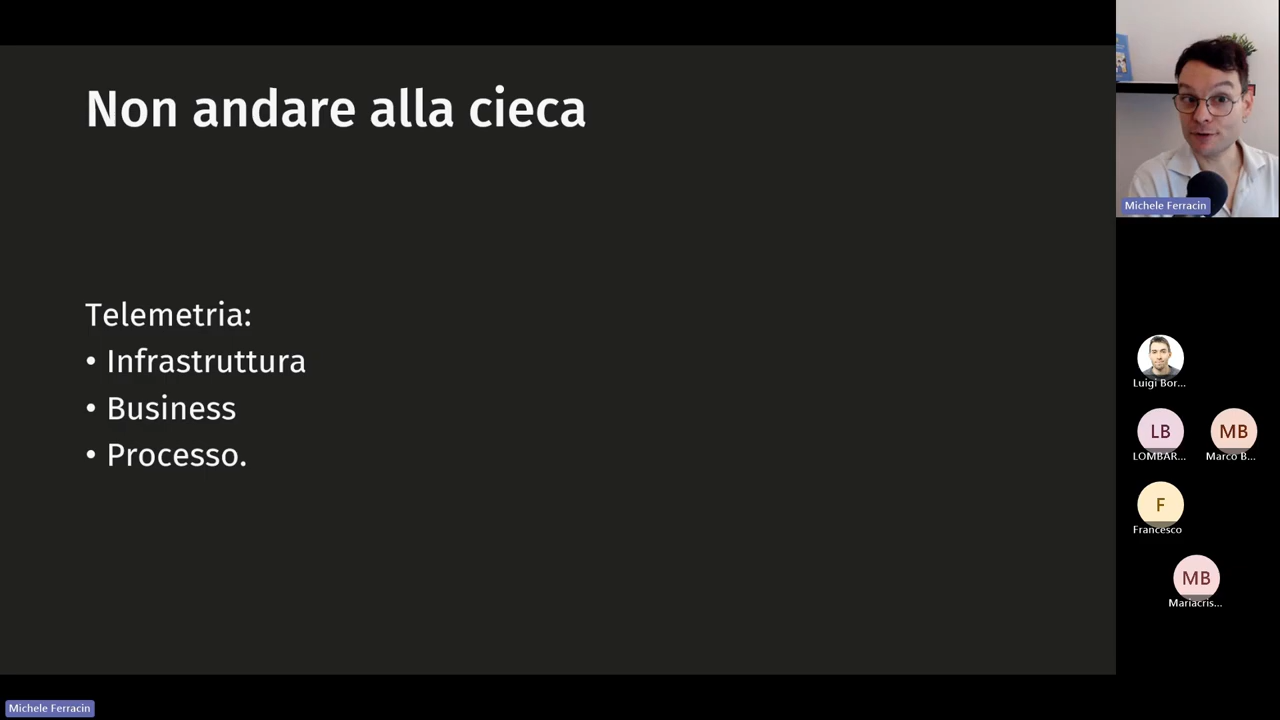 Non andare alla cieca
Telemetria:
• Infrastruttura
• Business
• Processo.
Michele Ferracin
Luigi Bor...
LB
LOMBAR...
MB
Marco B...
F
Francesco
MB
Mariacris...
Michele Ferracin